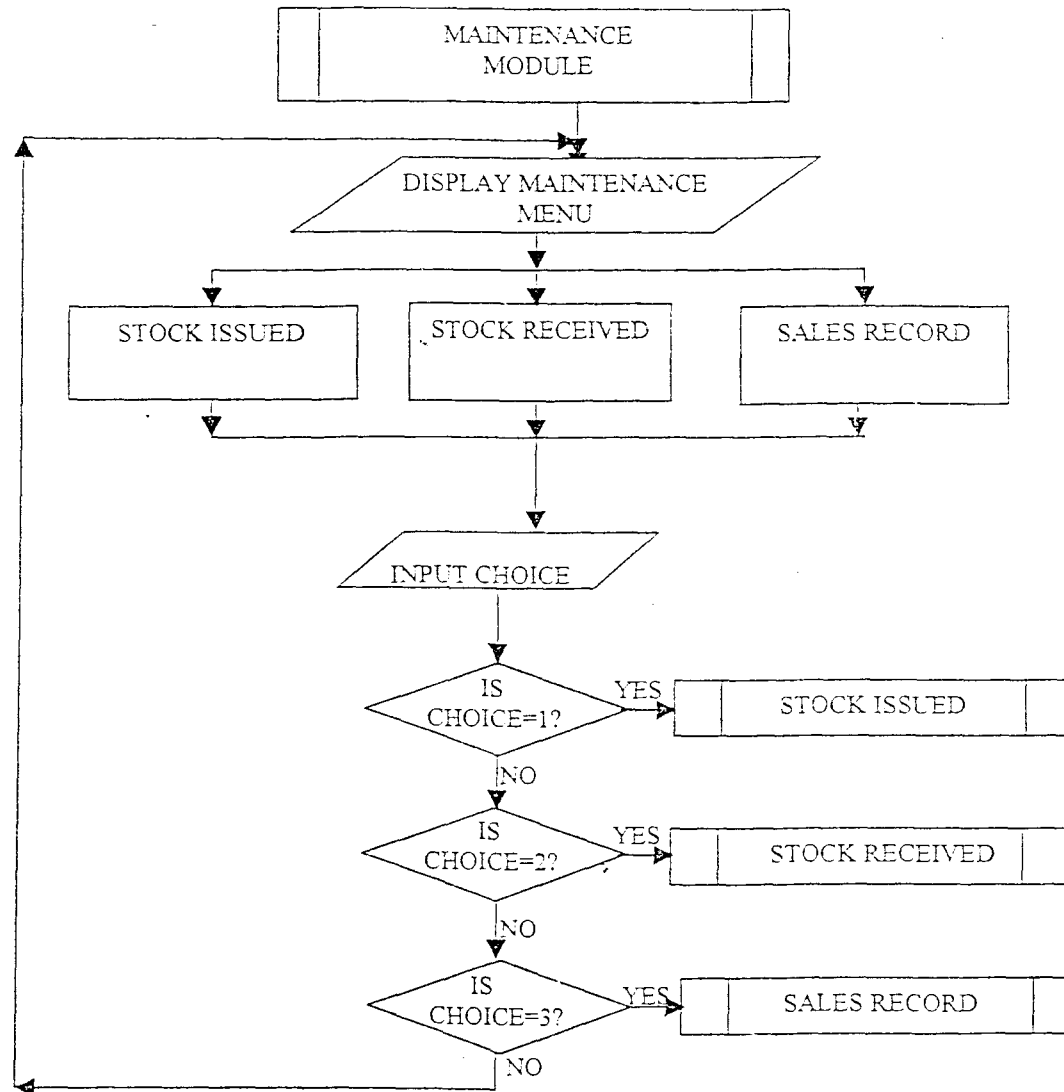 MAINTENANCE
MODULE
DISPLAY MAINTENANCE
MENU
STOCK ISSUED
STOCK RECEIVED
SALES RECORD
INPUT CHOICE
IS
CHOICE=1?
YES
STOCK ISSUED
NO
IS
CHOICE=2?
YES
STOCK RECEIVED
NO
IS
CHOICE=3?
YES
SALES RECORD
NO